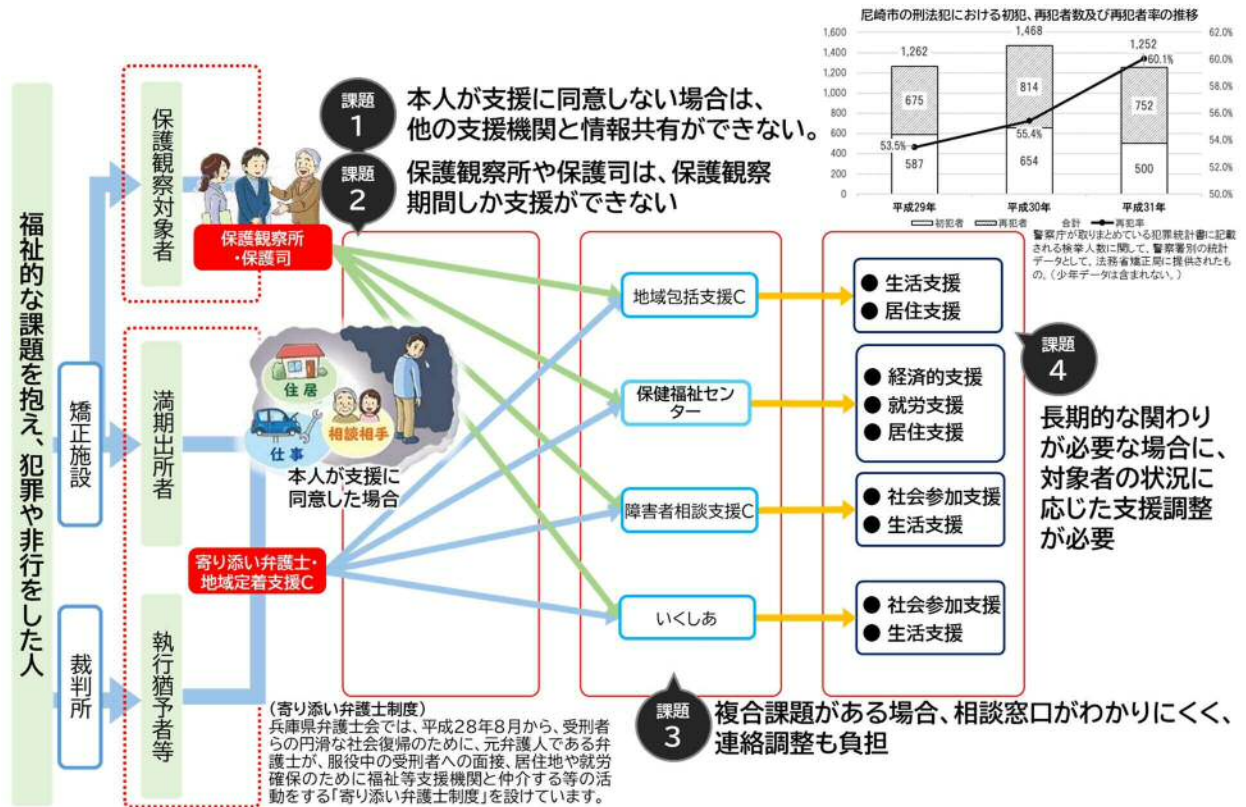 福祉的な課題を抱え、犯罪や非行をした人
矯正施設
裁判所
保護観察対象者
満期出所者
執行猶予者等
保護観察所
・保護司
住居
仕事
相談相手
本人が支援に
同意した場合
寄り添い弁護士・
地域定着支援C
課題
1
本人が支援に同意しない場合は、
他の支援機関と情報共有ができない。
課題
2
保護観察所や保護司は、保護観察
期間しか支援ができない
地域包括支援C
保健福祉セン
ター
障害者相談支援C
いくしあ
● 生活支援
● 居住支援
● 経済的支援
● 就労支援
● 居住支援
● 社会参加支援
● 生活支援
● 社会参加支援
● 生活支援
課題
3
複合課題がある場合、相談窓口がわかりにくく、
連絡調整も負担
課題
4
長期的な関わり
が必要な場合に、
対象者の状況に
応じた支援調整
が必要
(寄り添い弁護士制度)
兵庫県弁護士会では、平成28年8月から、受刑者
らの円滑な社会復帰のために、元弁護人である弁
護士が、服役中の受刑者への面接、居住地や就労
確保のために福祉等支援機関と仲介する等の活
動をする「寄り添い弁護士制度」を設けています。
尼崎市の刑法犯における初犯、再犯者数及び再犯者率の推移
1,600
1,400
1,200
1,000
800
600
400
200
0
62.0%
60.0%
58.0%
56.0%
54.0%
52.0%
50.0%
1,262
675
53.5%
587
1,468
814
55.4%
654
1,252
60.1%
752
500
平成29年
平成30年
平成31年
初犯者
再犯者
合計
再犯率
警察庁が取りまとめている犯罪統計書に記載
される検挙人数に関して、警察署別の統計
データとして、法務省矯正局に提供されたも
の。(少年データは含まれない。)